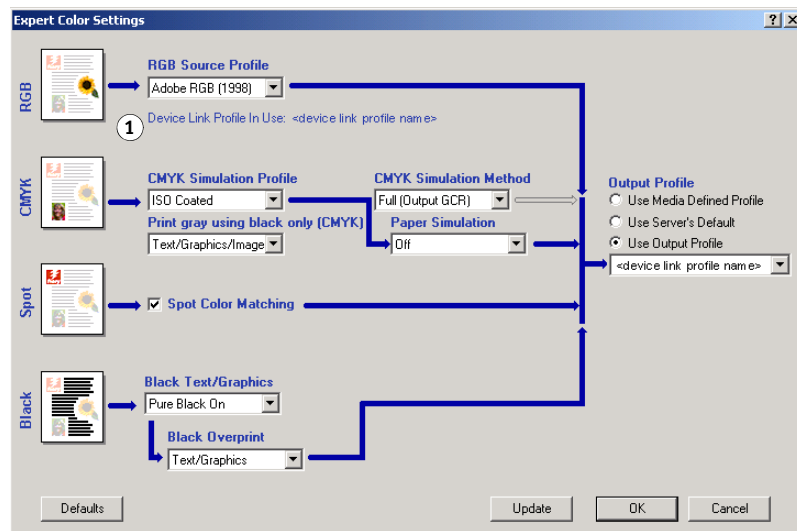 Expert Color Settings
RGB
RGB Source Profile
Adobe RGB (1998)
1
Device Link Profile In Use: <device link profile name>
CMYK
CMYK Simulation Profile
ISO Coated
CMYK Simulation Method
Full (Output GCR)
Print gray using black only (CMYK)
Text/Graphics/Image
Paper Simulation
Off
Output Profile
Use Media Defined Profile
Use Server's Default
Use Output Profile
<device link profile name>
Spot
Spot Color Matching
Black
Black Text/Graphics
Pure Black On
Black Overprint
Text/Graphics
Defaults
Update
OK
Cancel